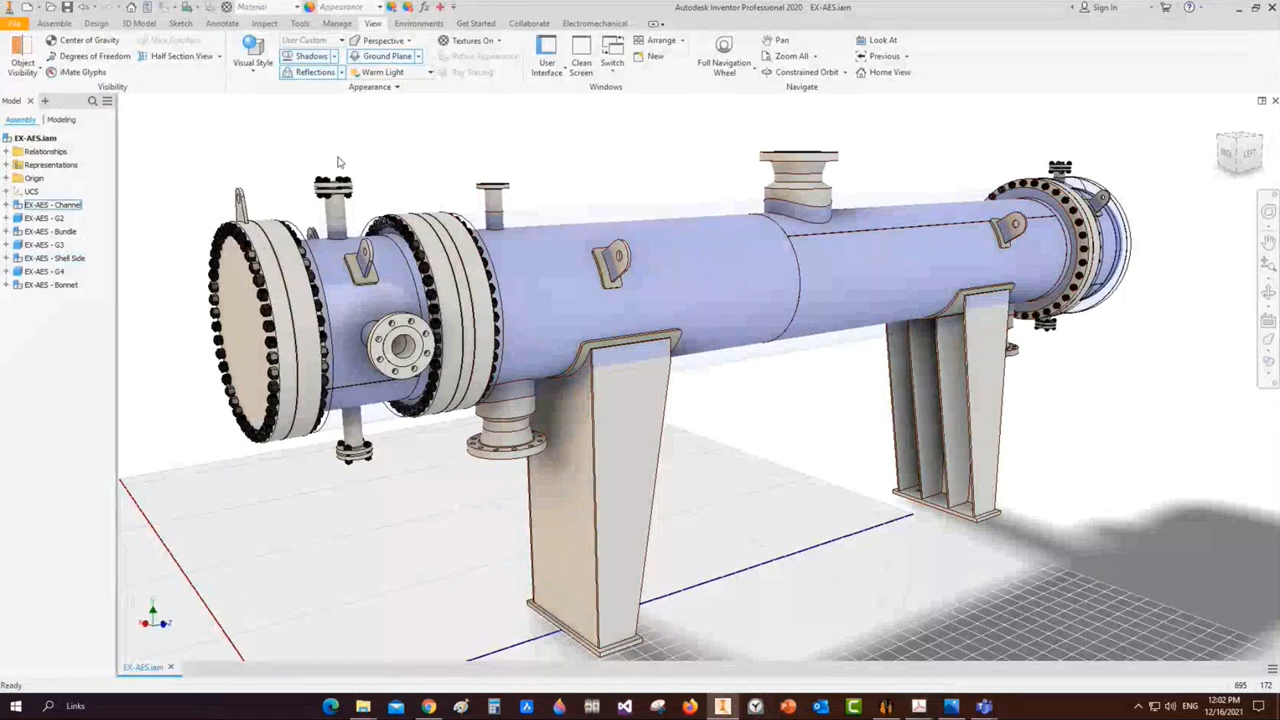 Material
Appearance
Autodesk Inventor Professional 2020 EX-AES.iam
Sign In
File
Assemble
Design
3D Model
Sketch
Annotate
Inspect
Tools
Manage
View
Environments
Get Started
Collaborate
Electromechanical
Object Visibility
Center of Gravity
Degrees of Freedom
iMate Glyphs
Slice Graphics
Half Section View
Visibility
Visual Style
User Custom
Shadows
Reflections
Perspective
Ground Plane
Warm Light
Textures On
Refine Appearance
Ray Tracing
Appearance
User Interface
Clean Screen
Switch
Arrange
New
Windows
Full Navigation Wheel
Pan
Zoom All
Constrained Orbit
Look At
Previous
Home View
Navigate
Model
Assembly
Modeling
EX-AES.iam
Relationships
Representations
Origin
UCS
EX-AES - Channel
EX-AES - G2
EX-AES - Bundle
EX-AES - G3
EX-AES - Shell Side
EX-AES - G4
EX-AES - Bonnet
LEFT
EX-AES.iam
Ready
695
172
Links
ENG
12:02 PM
12/16/2021